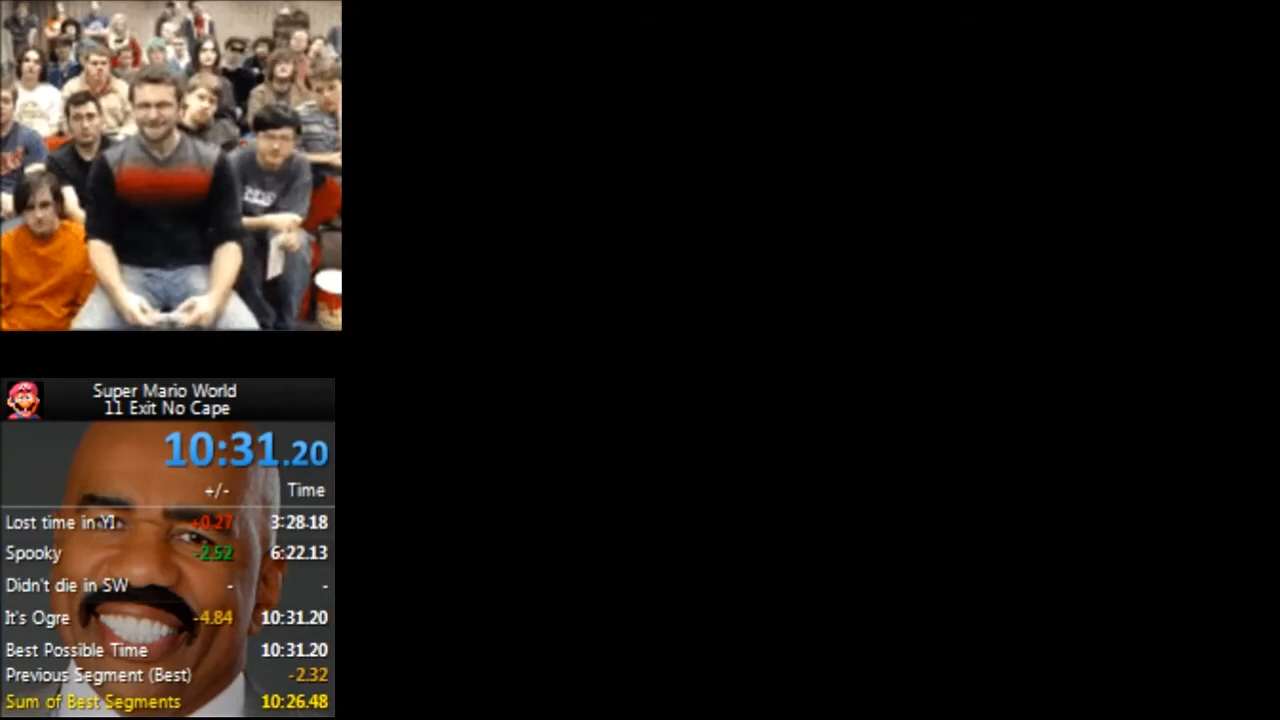 Super Mario World
11 Exit No Cape
10:31.20
+/- Time
Lost time in YI +0.27 3:28.18
Spooky -2.52 6:22.13
Didn't die in SW - -
It's Ogre -4.84 10:31.20
Best Possible Time 10:31.20
Previous Segment (Best) -2.32
Sum of Best Segments 10:26.48